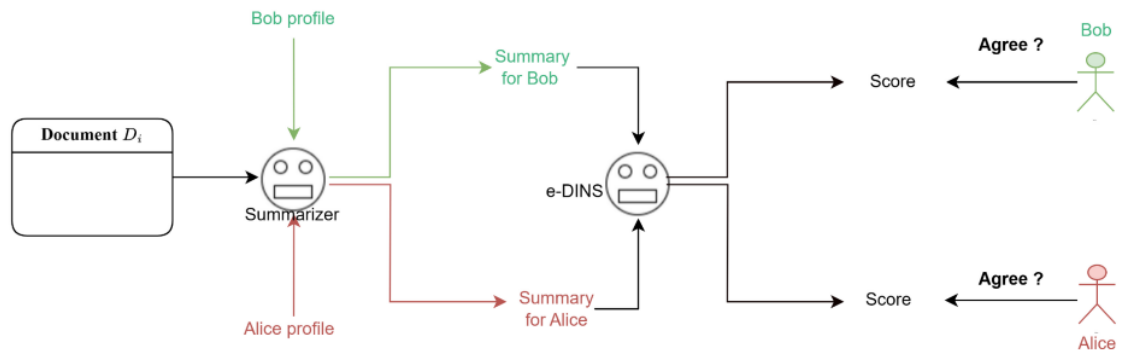 Bob profile
Bob
Agree ?
Summary
for Bob
Score
Document D_i
e-DINS
Summarizer
Agree ?
Summary
for Alice
Score
Alice profile
Alice